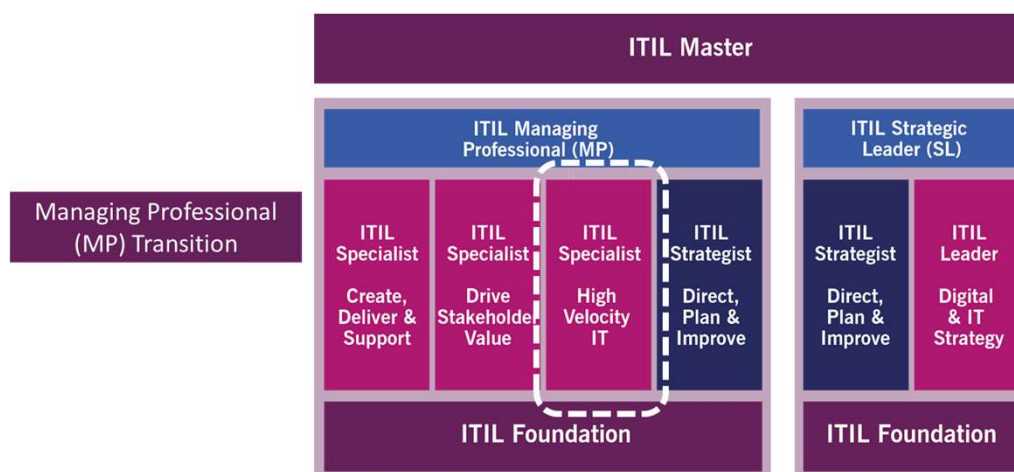 ITIL Master
ITIL Managing
Professional (MP)
ITIL Strategic
Leader (SL)
Managing Professional
(MP) Transition
ITIL
Specialist
Create,
Deliver &
Support
ITIL
Specialist
Drive
Stakeholder
Value
ITIL
Specialist
High
Velocity
IT
ITIL
Strategist
Direct,
Plan &
Improve
ITIL
Strategist
Direct,
Plan &
Improve
ITIL
Leader
Digital
& IT
Strategy
ITIL Foundation
ITIL Foundation